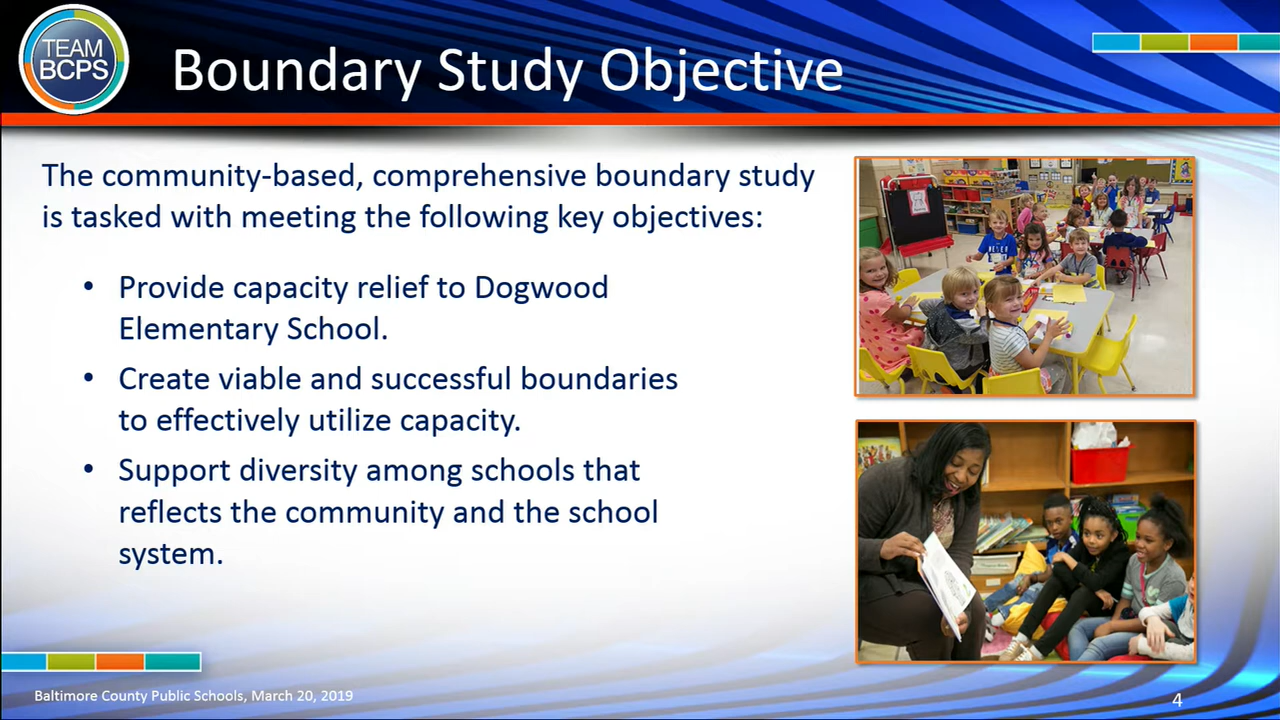 TEAM
BCPS
Boundary Study Objective
The community-based, comprehensive boundary study
is tasked with meeting the following key objectives:
• Provide capacity relief to Dogwood
Elementary School.
• Create viable and successful boundaries
to effectively utilize capacity.
• Support diversity among schools that
reflects the community and the school
system.
Baltimore County Public Schools, March 20, 2019
4